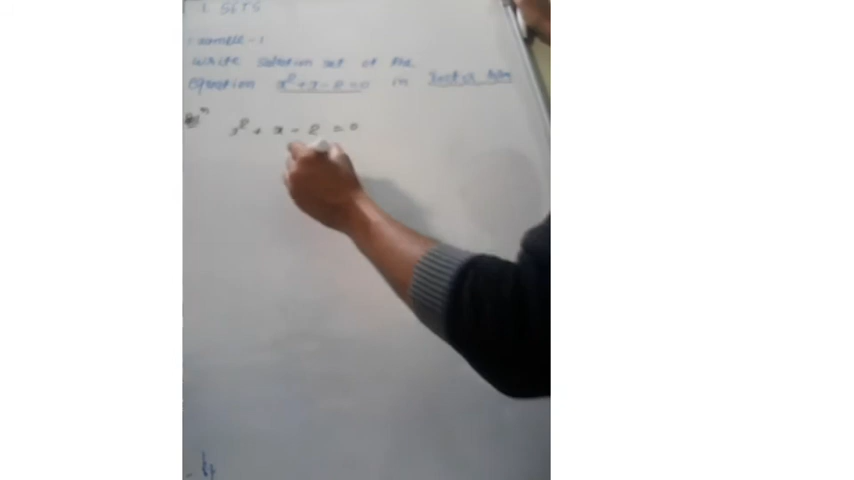 1 SETS
Example - 1
Write solution set of the
equation x² + x - 2 = 0 in roster form
Solⁿ
x² + x - 2 = 0